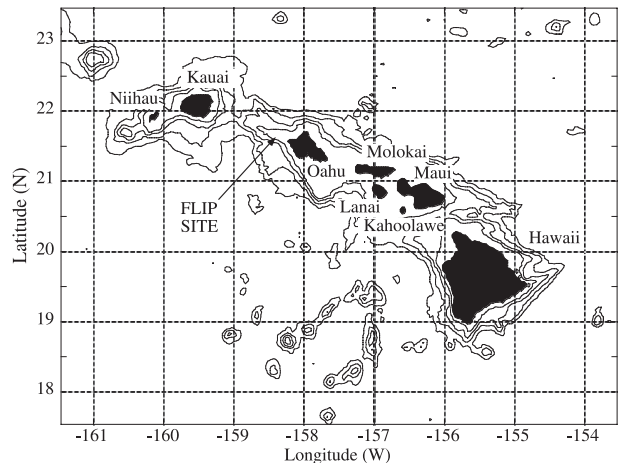 23
22
21
20
19
18
Latitude (N)
Kauai
Niihau
Molokai
Oahu
Maui
FLIP
SITE
Lanai
Kahoolawe
Hawaii
-161 -160 -159 -158 -157 -156 -155 -154
Longitude (W)